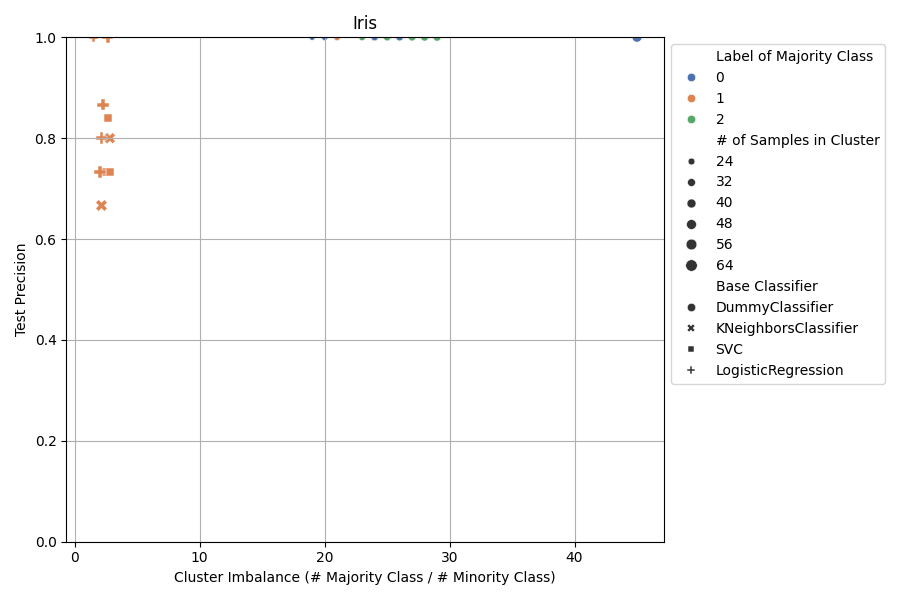 Iris
1.0
0.8
0.6
0.4
0.2
0.0
Test Precision
0 10 20 30 40
Cluster Imbalance (# Majority Class / # Minority Class)
Label of Majority Class
0
1
2
# of Samples in Cluster
24
32
40
48
56
64
Base Classifier
DummyClassifier
KNeighborsClassifier
SVC
LogisticRegression